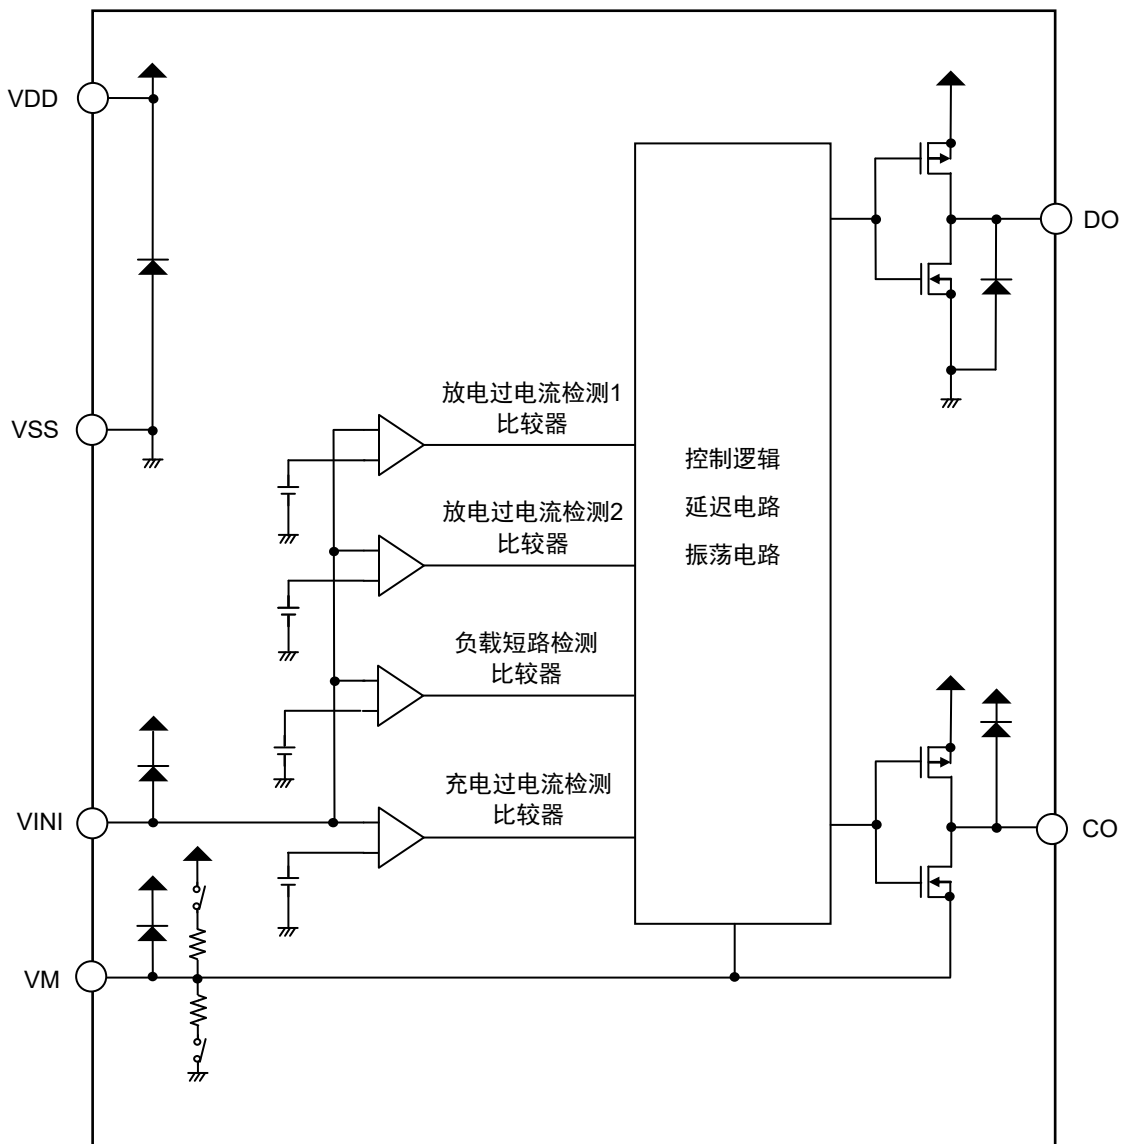 VDD
DO
VSS
放电过电流检测1
比较器
控制逻辑
放电过电流检测2
比较器
延迟电路
振荡电路
负载短路检测
比较器
充电过电流检测
比较器
VINI
CO
VM